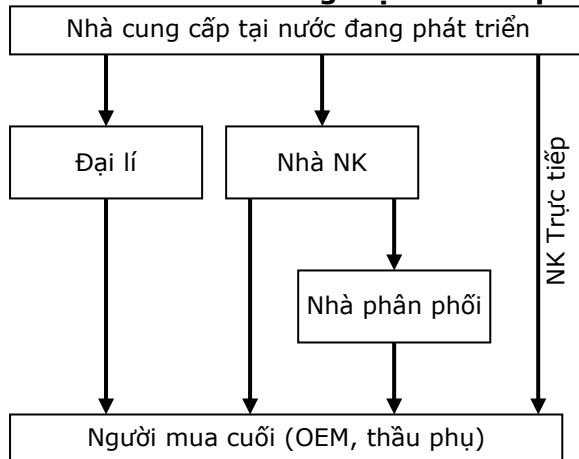 Nhà cung cấp tại nước đang phát triển
Đại lí
Nhà NK
NK Trực tiếp
Nhà phân phối
Người mua cuối (OEM, thầu phụ)